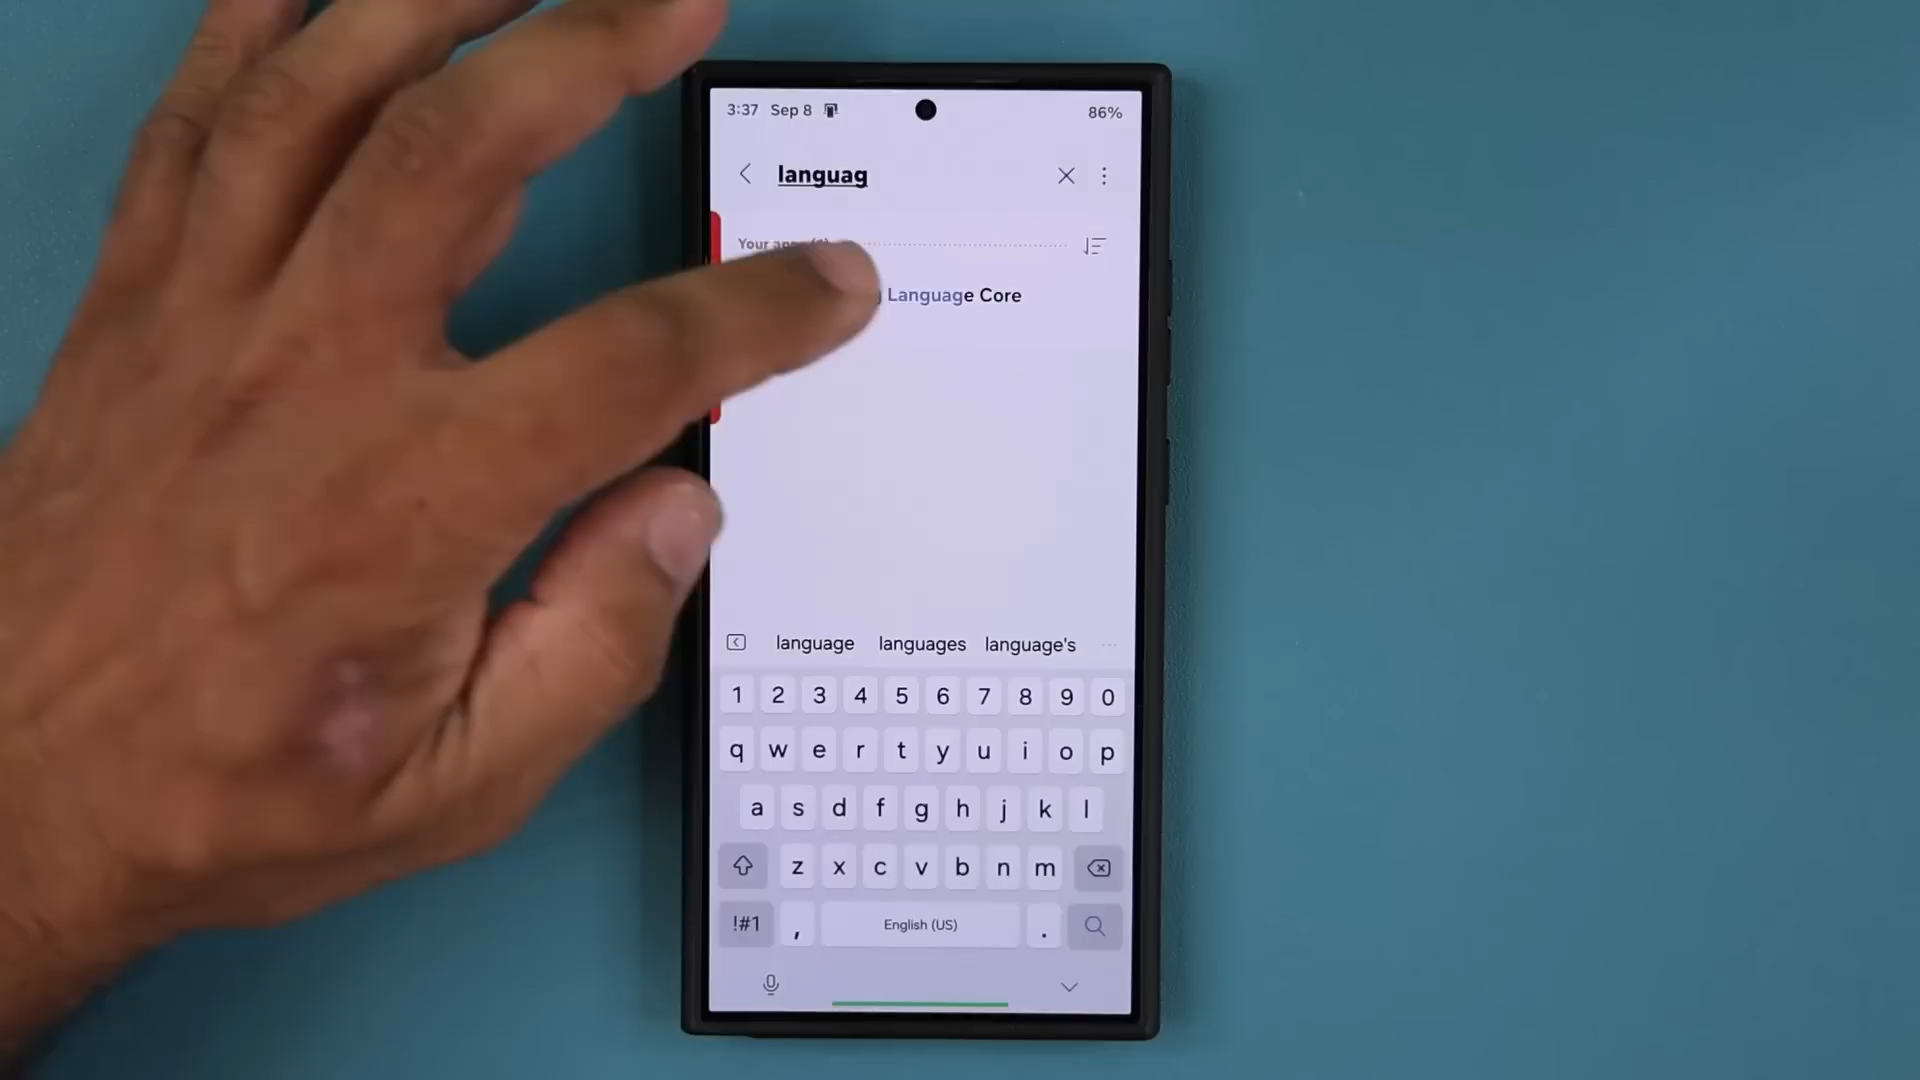 3:37 Sep 8 86%
languag
Your apps (1)
Language Core
language languages language's
1 2 3 4 5 6 7 8 9 0
q w e r t y u i o p
a s d f g h j k l
z x c v b n m
!#1 , English (US) .